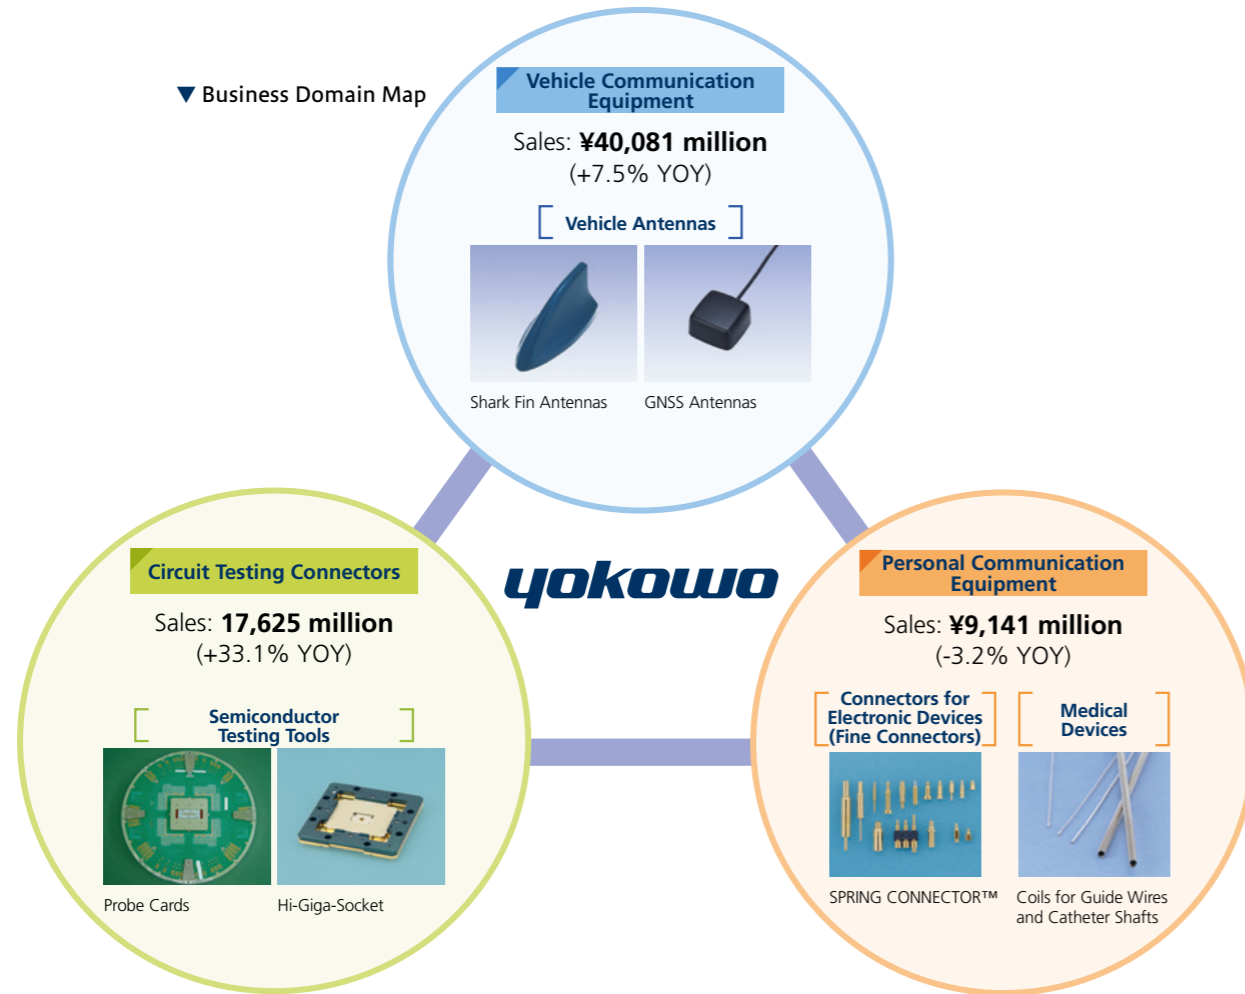 ▼ Business Domain Map
Vehicle Communication
Equipment
Sales: ¥40,081 million
(+7.5% YOY)
Vehicle Antennas
Shark Fin Antennas
GNSS Antennas
yokowo
Circuit Testing Connectors
Sales: 17,625 million
(+33.1% YOY)
Semiconductor
Testing Tools
Probe Cards
Hi-Giga-Socket
Personal Communication
Equipment
Sales: ¥9,141 million
(-3.2% YOY)
Connectors for
Electronic Devices
(Fine Connectors)
Medical
Devices
SPRING CONNECTOR™
Coils for Guide Wires
and Catheter Shafts